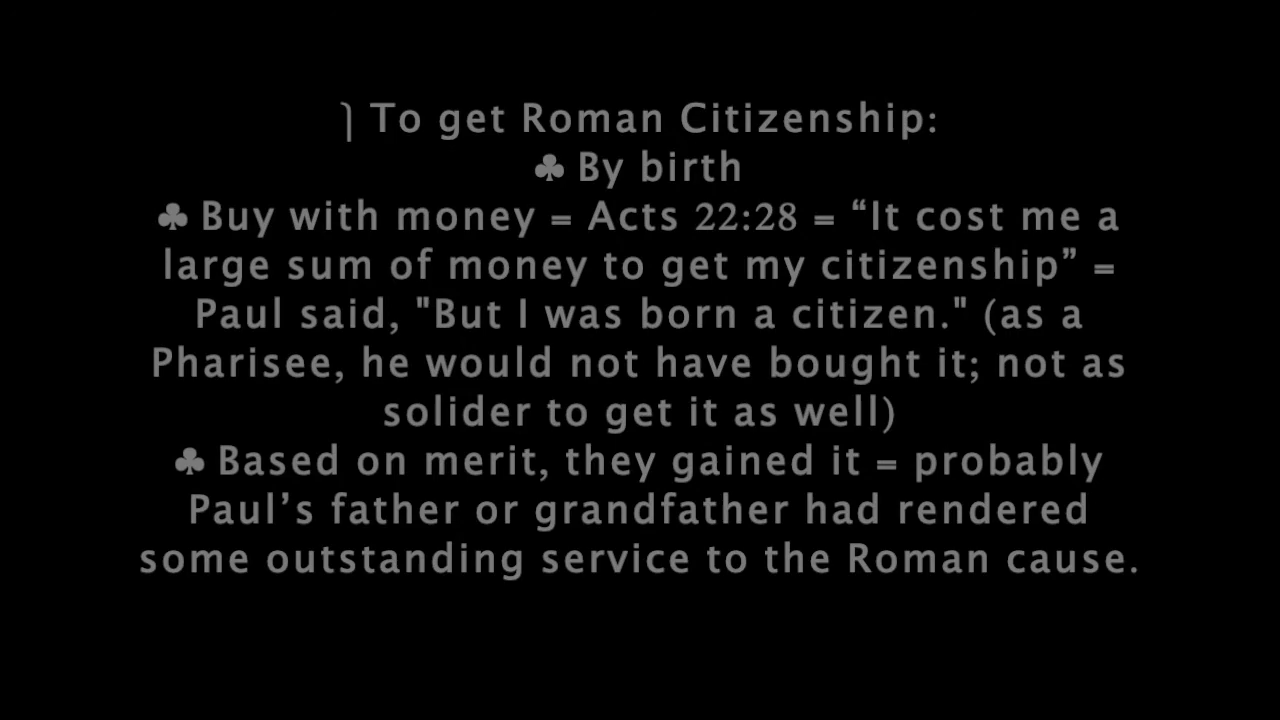 ⎫ To get Roman Citizenship:
♣ By birth
♣ Buy with money = Acts 22:28 = “It cost me a
large sum of money to get my citizenship” =
Paul said, "But I was born a citizen." (as a
Pharisee, he would not have bought it; not as
solider to get it as well)
♣ Based on merit, they gained it = probably
Paul’s father or grandfather had rendered
some outstanding service to the Roman cause.